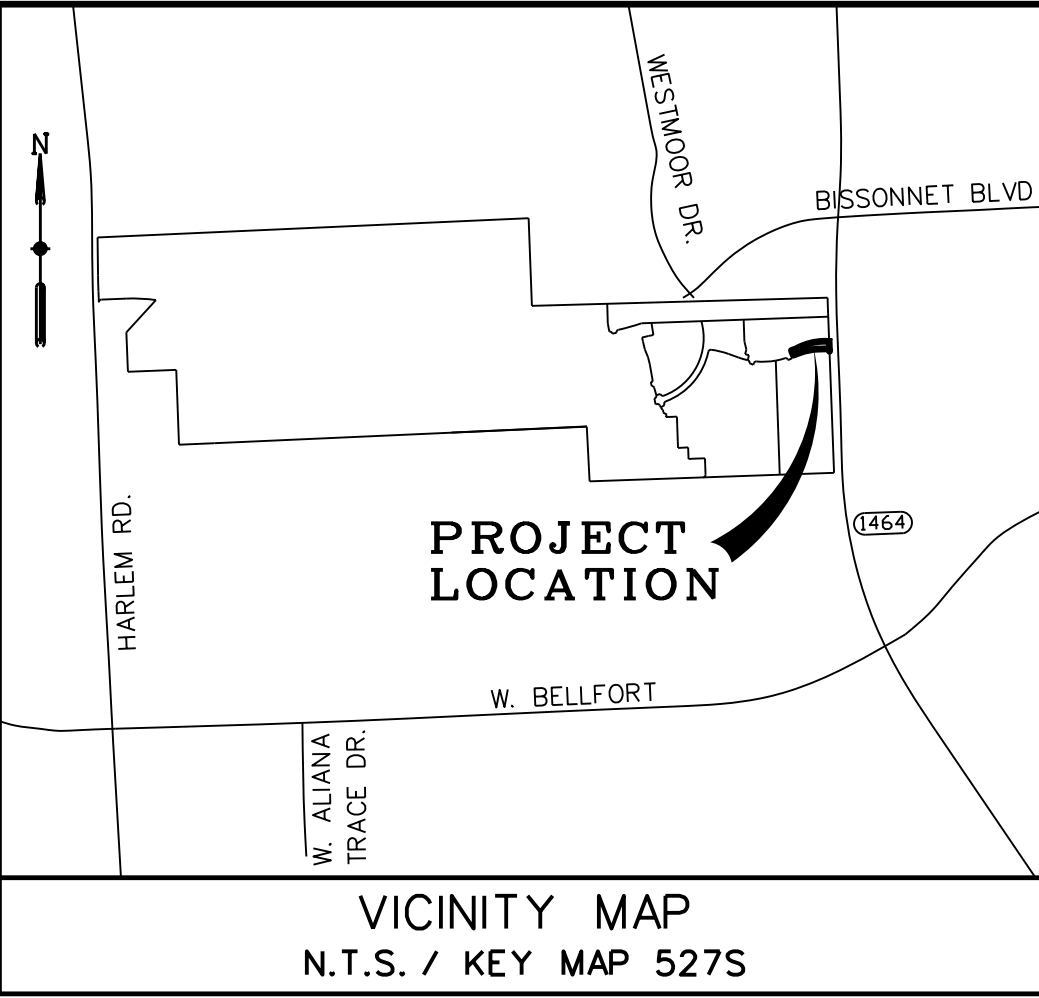 N
WESTMOOR DR.
BISSONNET BLVD
HARLEM RD.
PROJECT
LOCATION
1464
W. BELLFORT
W. ALIANA
TRACE DR.
VICINITY MAP
N.T.S. / KEY MAP 527S